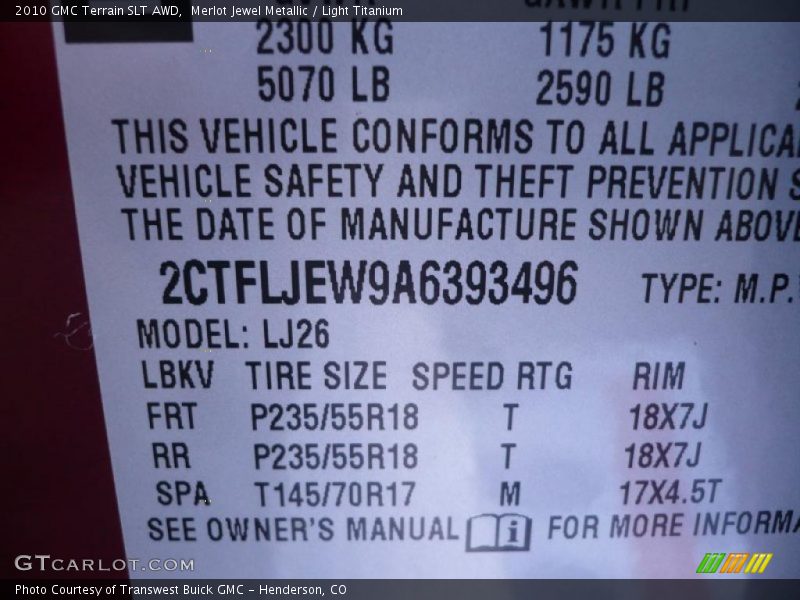 2010 GMC Terrain SLT AWD, Merlot Jewel Metallic / Light Titanium
2300 KG 1175 KG
5070 LB 2590 LB
THIS VEHICLE CONFORMS TO ALL
VEHICLE SAFETY AND THEFT PREVENTION
THE DATE OF MANUFACTURE SHOWN
2CTFLJEW9A6393496 TYPE: M.P.
MODEL: LJ26
LBKV TIRE SIZE SPEED RTG RIM
FRT P235/55R18 T 18X7J
RR P235/55R18 T 18X7J
SPA T145/70R17 M 17X4.5T
SEE OWNER'S MANUAL i FOR MORE
GTcarlot.com
Photo Courtesy of Transwest Buick GMC - Henderson, CO